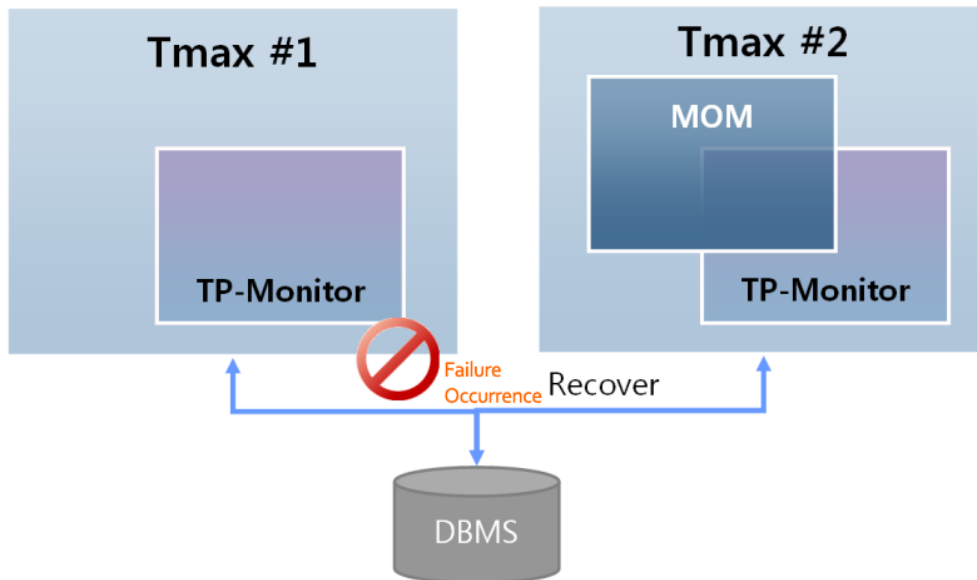 Tmax #1
Tmax #2
MOM
TP-Monitor
TP-Monitor
Failure
Occurrence
Recover
DBMS